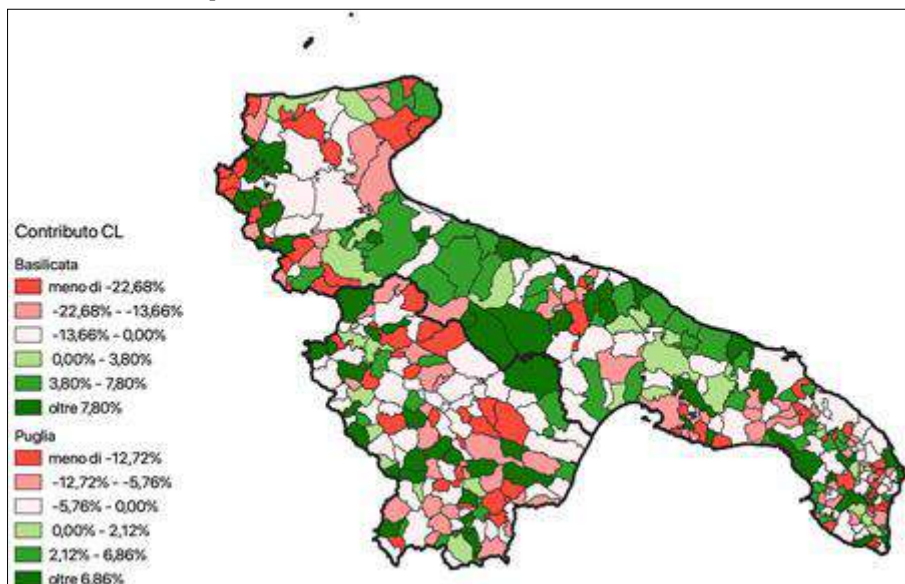 Contributo CL
Basilicata
meno di -22,68%
-22,68% - -13,66%
-13,66% - 0,00%
0,00% - 3,80%
3,80% - 7,80%
oltre 7,80%
Puglia
meno di -12,72%
-12,72% - -5,76%
-5,76% - 0,00%
0,00% - 2,12%
2,12% - 6,86%
oltre 6,86%